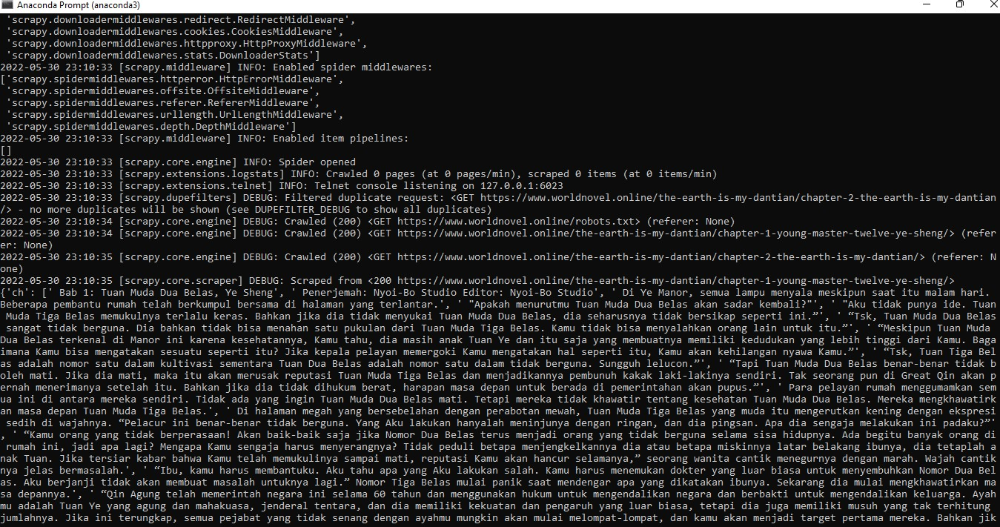 Anaconda Prompt (anaconda3)
 'scrapy.downloadermiddlewares.redirect.RedirectMiddleware',
 'scrapy.downloadermiddlewares.cookies.CookiesMiddleware',
 'scrapy.downloadermiddlewares.httpproxy.HttpProxyMiddleware',
 'scrapy.downloadermiddlewares.stats.DownloaderStats']
2022-05-30 23:10:33 [scrapy.middleware] INFO: Enabled spider middlewares:
['scrapy.spidermiddlewares.httperror.HttpErrorMiddleware',
 'scrapy.spidermiddlewares.offsite.OffsiteMiddleware',
 'scrapy.spidermiddlewares.referer.RefererMiddleware',
 'scrapy.spidermiddlewares.urllength.UrlLengthMiddleware',
 'scrapy.spidermiddlewares.depth.DepthMiddleware']
2022-05-30 23:10:33 [scrapy.middleware] INFO: Enabled item pipelines:
[]
2022-05-30 23:10:33 [scrapy.core.engine] INFO: Spider opened
2022-05-30 23:10:33 [scrapy.extensions.logstats] INFO: Crawled 0 pages (at 0 pages/min), scraped 0 items (at 0 items/min)
2022-05-30 23:10:33 [scrapy.extensions.telnet] INFO: Telnet console listening on 127.0.0.1:6023
2022-05-30 23:10:33 [scrapy.dupefilters] DEBUG: Filtered duplicate request: <GET https://www.worldnovel.online/the-earth-is-my-dantian/chapter-2-the-earth-is-my-dantian
/> - no more duplicates will be shown (see DUPEFILTER_DEBUG to show all duplicates)
2022-05-30 23:10:34 [scrapy.core.engine] DEBUG: Crawled (200) <GET https://www.worldnovel.online/robots.txt> (referer: None)
2022-05-30 23:10:34 [scrapy.core.engine] DEBUG: Crawled (200) <GET https://www.worldnovel.online/the-earth-is-my-dantian/chapter-1-young-master-twelve-ye-sheng/> (refer
er: None)
2022-05-30 23:10:35 [scrapy.core.engine] DEBUG: Crawled (200) <GET https://www.worldnovel.online/the-earth-is-my-dantian/chapter-2-the-earth-is-my-dantian/> (referer: N
one)
2022-05-30 23:10:35 [scrapy.core.scraper] DEBUG: Scraped from <200 https://www.worldnovel.online/the-earth-is-my-dantian/chapter-1-young-master-twelve-ye-sheng/>
{'ch': [' Bab 1: Tuan Muda Dua Belas, Ye Sheng', ' Penerjemah: Nyoi-Bo Studio Editor: Nyoi-Bo Studio', ' Di Ye Manor, semua lampu menyala meskipun saat itu malam hari.
Beberapa pembantu rumah telah berkumpul bersama di halaman yang terlantar.', ' "Apakah menurutmu Tuan Muda Dua Belas akan sadar kembali?"', ' "Aku tidak punya ide. Tuan
 Muda Tiga Belas memukulnya terlalu keras. Bahkan jika dia tidak menyukai Tuan Muda Dua Belas, dia seharusnya tidak bersikap seperti ini.”', ' “Tsk, Tuan Muda Dua Belas
 sangat tidak berguna. Dia bahkan tidak bisa menahan satu pukulan dari Tuan Muda Tiga Belas. Kamu tidak bisa menyalahkan orang lain untuk itu.”', ' “Meskipun Tuan Muda
Dua Belas terkenal di Manor ini karena kesehatannya, Kamu tahu, dia masih anak Tuan Ye dan itu saja yang membuatnya memiliki kedudukan yang lebih tinggi dari Kamu. Baga
imana Kamu bisa mengatakan sesuatu seperti itu? Jika kepala pelayan memergoki Kamu mengatakan hal seperti itu, Kamu akan kehilangan nyawa Kamu.”', ' “Tsk, Tuan Tiga Bel
as adalah nomor satu dalam kultivasi sementara Tuan Dua Belas adalah nomor satu dalam tidak berguna. Sungguh lelucon.”', ' “Tapi Tuan Muda Dua Belas benar-benar tidak b
oleh mati. Jika dia mati, maka itu akan merusak reputasi Tuan Muda Tiga Belas dan menjadikannya pembunuh kakak laki-lakinya sendiri. Tak seorang pun di Great Qin akan p
ernah menerimanya setelah itu. Bahkan jika dia tidak dihukum berat, harapan masa depan untuk berada di pemerintahan akan pupus.”', ' Para pelayan rumah menggumamkan sem
ua ini di antara mereka sendiri. Tidak ada yang ingin Tuan Muda Dua Belas mati. Tetapi mereka tidak khawatir tentang kesehatan Tuan Muda Dua Belas. Mereka mengkhawatirk
an masa depan Tuan Muda Tiga Belas.', ' Di halaman megah yang bersebelahan dengan perabotan mewah, Tuan Muda Tiga Belas yang muda itu mengerutkan kening dengan ekspresi
 sedih di wajahnya. “Pelacur ini benar-benar tidak berguna. Yang Aku lakukan hanyalah meninjunya dengan ringan, dan dia pingsan. Apa dia sengaja melakukan ini padaku?”'
, ' “Kamu orang yang tidak berperasaan! Akan baik-baik saja jika Nomor Dua Belas terus menjadi orang yang tidak berguna selama sisa hidupnya. Ada begitu banyak orang di
 rumah ini, jadi apa lagi? Mengapa Kamu sengaja harus menyerangnya? Tidak peduli betapa menjengkelkannya dia atau betapa miskinnya latar belakang ibunya, dia tetaplah a
nak Tuan. Jika tersiar kabar bahwa Kamu telah memukulinya sampai mati, reputasi Kamu akan hancur selamanya,” seorang wanita cantik menegurnya dengan marah. Wajah cantik
nya jelas bermasalah.', ' “Ibu, kamu harus membantuku. Aku tahu apa yang Aku lakukan salah. Kamu harus menemukan dokter yang luar biasa untuk menyembuhkan Nomor Dua Bel
as. Aku berjanji tidak akan membuat masalah untuknya lagi.” Nomor Tiga Belas mulai panik saat mendengar apa yang dikatakan ibunya. Sekarang dia mulai mengkhawatirkan ma
sa depannya.', ' “Qin Agung telah memerintah negara ini selama 60 tahun dan menggunakan hukum untuk mengendalikan negara dan berbakti untuk mengendalikan keluarga. Ayah
mu adalah Tuan Ye yang agung dan mahakuasa, jenderal tentara, dan dia memiliki kekuatan dan pengaruh yang luar biasa, tetapi dia juga memiliki musuh yang tak terhitung
jumlahnya. Jika ini terungkap, semua pejabat yang tidak senang dengan ayahmu mungkin akan mulai melompat-lompat, dan kamu akan menjadi target pertama mereka. Bahkan jik